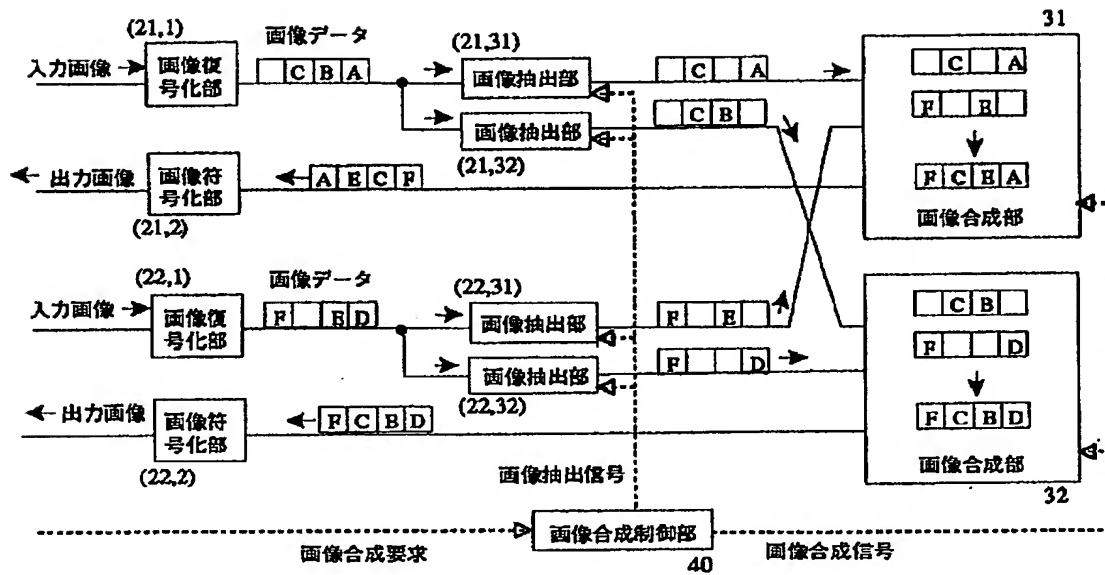 31
(21,1)
画像データ
(21,31)
入力画像
画像復
号化部
C B A
画像抽出部
C A
C A
画像抽出部
C B
F E
(21,32)
出力画像
画像符
号化部
A E C F
F C E A
画像合成部
(21,2)
(22,1)
画像データ
(22,31)
入力画像
画像復
号化部
F E D
画像抽出部
F E
C B
画像抽出部
F D
F D
(22,32)
出力画像
画像符
号化部
F C B D
F C B D
画像合成部
(22,2)
画像抽出信号
32
画像合成制御部
画像合成要求
40
画像合成信号